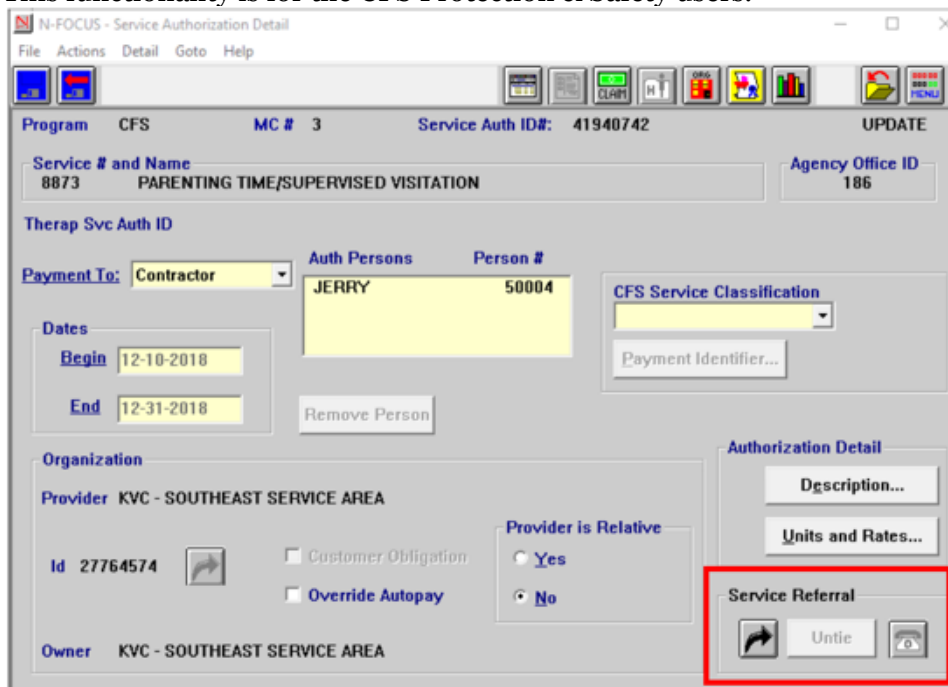 This functionality is for the CFS Protection & Safety users.
N-FOCUS - Service Authorization Detail
File Actions Detail Goto Help
CLAIM H ORG MENU
Program CFS MC # 3 Service Auth ID#: 41940742 UPDATE
Service # and Name Agency Office ID
8873 PARENTING TIME/SUPERVISED VISITATION 186
Therap Svc Auth ID
Auth Persons Person #
Payment To: Contractor JERRY 50004 CFS Service Classification
Dates
Begin 12-10-2018 Payment Identifier...
End 12-31-2018 Remove Person
Authorization Detail
Organization
Description...
Provider KVC - SOUTHEAST SERVICE AREA
Provider is Relative
Units and Rates...
Id 27764574 Customer Obligation Yes
Override Autopay No Service Referral
Untie
Owner KVC - SOUTHEAST SERVICE AREA